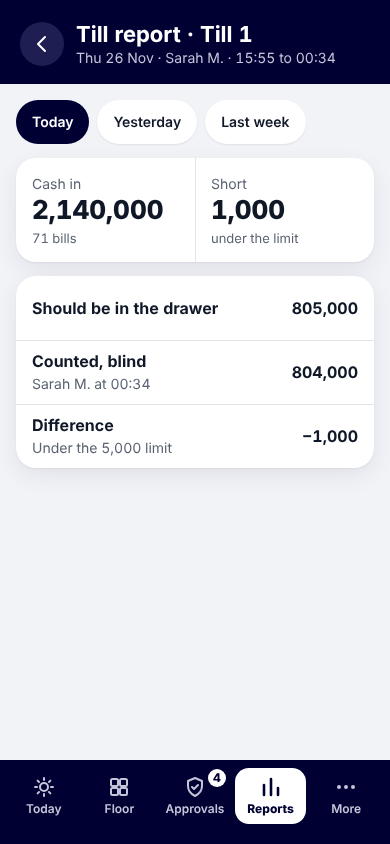 Till report · Till 1
Thu 26 Nov · Sarah M. · 15:55 to 00:34
Today
Yesterday
Last week
Cash in
2,140,000
71 bills
Short
1,000
under the limit
Should be in the drawer
805,000
Counted, blind
Sarah M. at 00:34
804,000
Difference
Under the 5,000 limit
−1,000
Today
Floor
4
Approvals
Reports
More